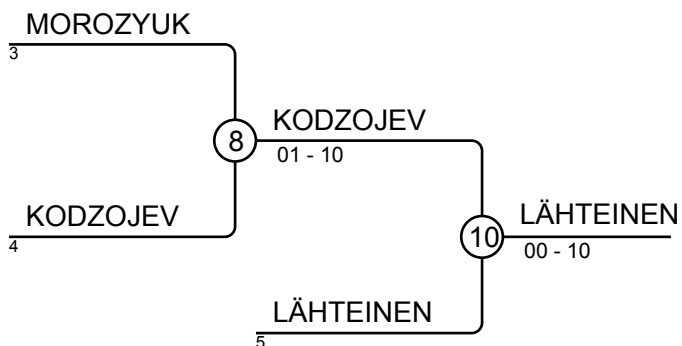 MOROZYUK
3
8
KODZOJEV
01 - 10
KODZOJEV
4
10
LÄHTEINEN
00 - 10
LÄHTEINEN
5